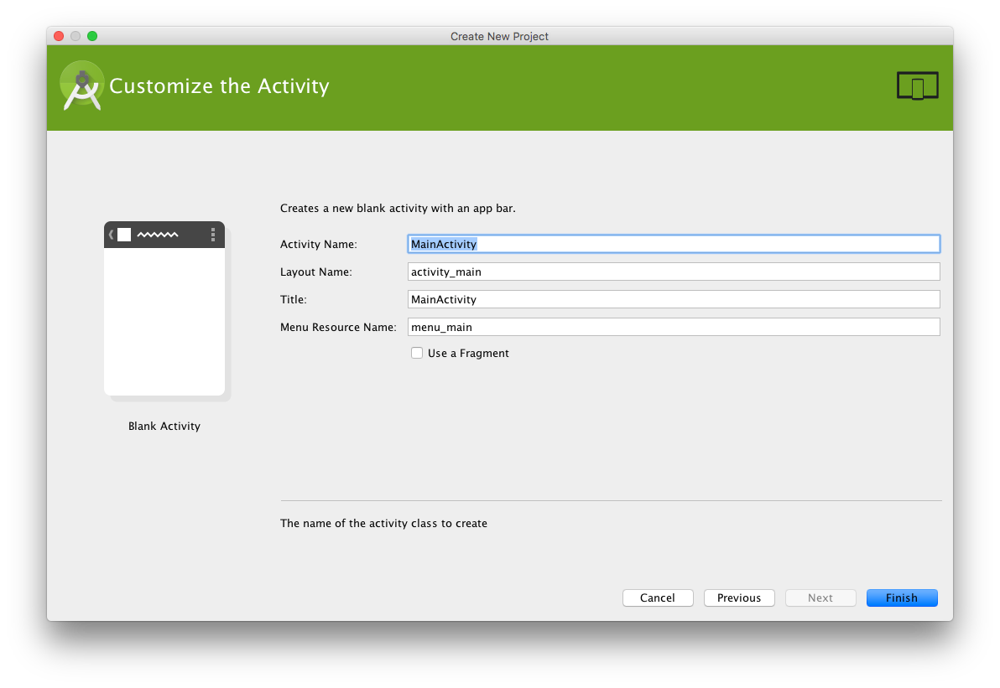 Create New Project
Customize the Activity
Creates a new blank activity with an app bar.
Activity Name: MainActivity
Layout Name: activity_main
Title: MainActivity
Menu Resource Name: menu_main
Use a Fragment
Blank Activity
The name of the activity class to create
Cancel Previous Next Finish